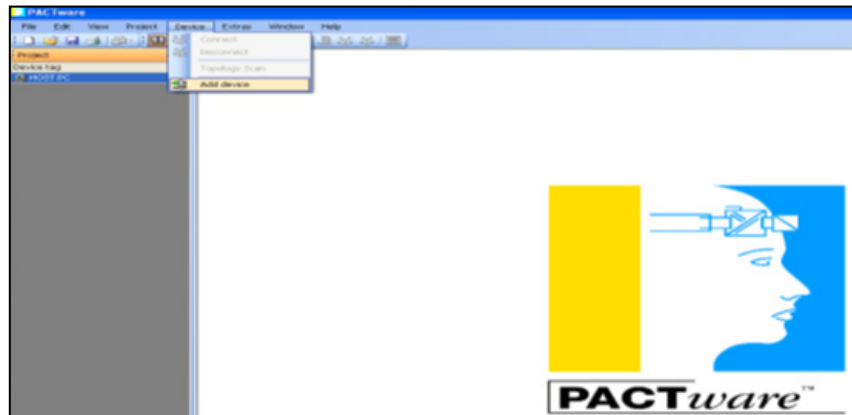 PACTware
File Edit View Project Device Extras Window Help
Connect
Disconnect
Topology Scan
Add device
Project
Device tag
HOST PC
PACTware™